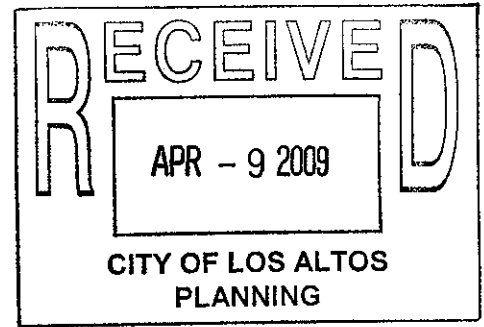 RECEIVED
APR - 9 2009
CITY OF LOS ALTOS
PLANNING